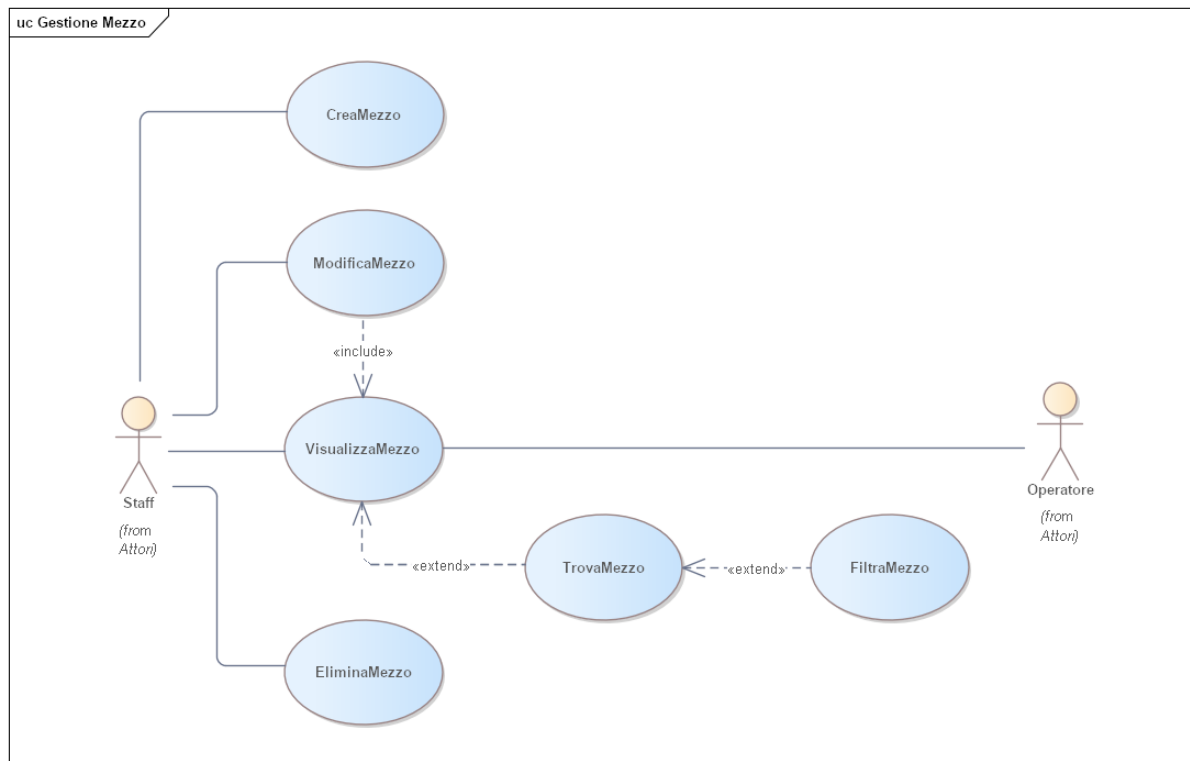 uc Gestione Mezzo
CreaMezzo
ModificaMezzo
«include»
VisualizzaMezzo
Staff
(from
Attori)
Operatore
(from
Attori)
«extend»
TrovaMezzo
«extend»
FiltraMezzo
EliminaMezzo